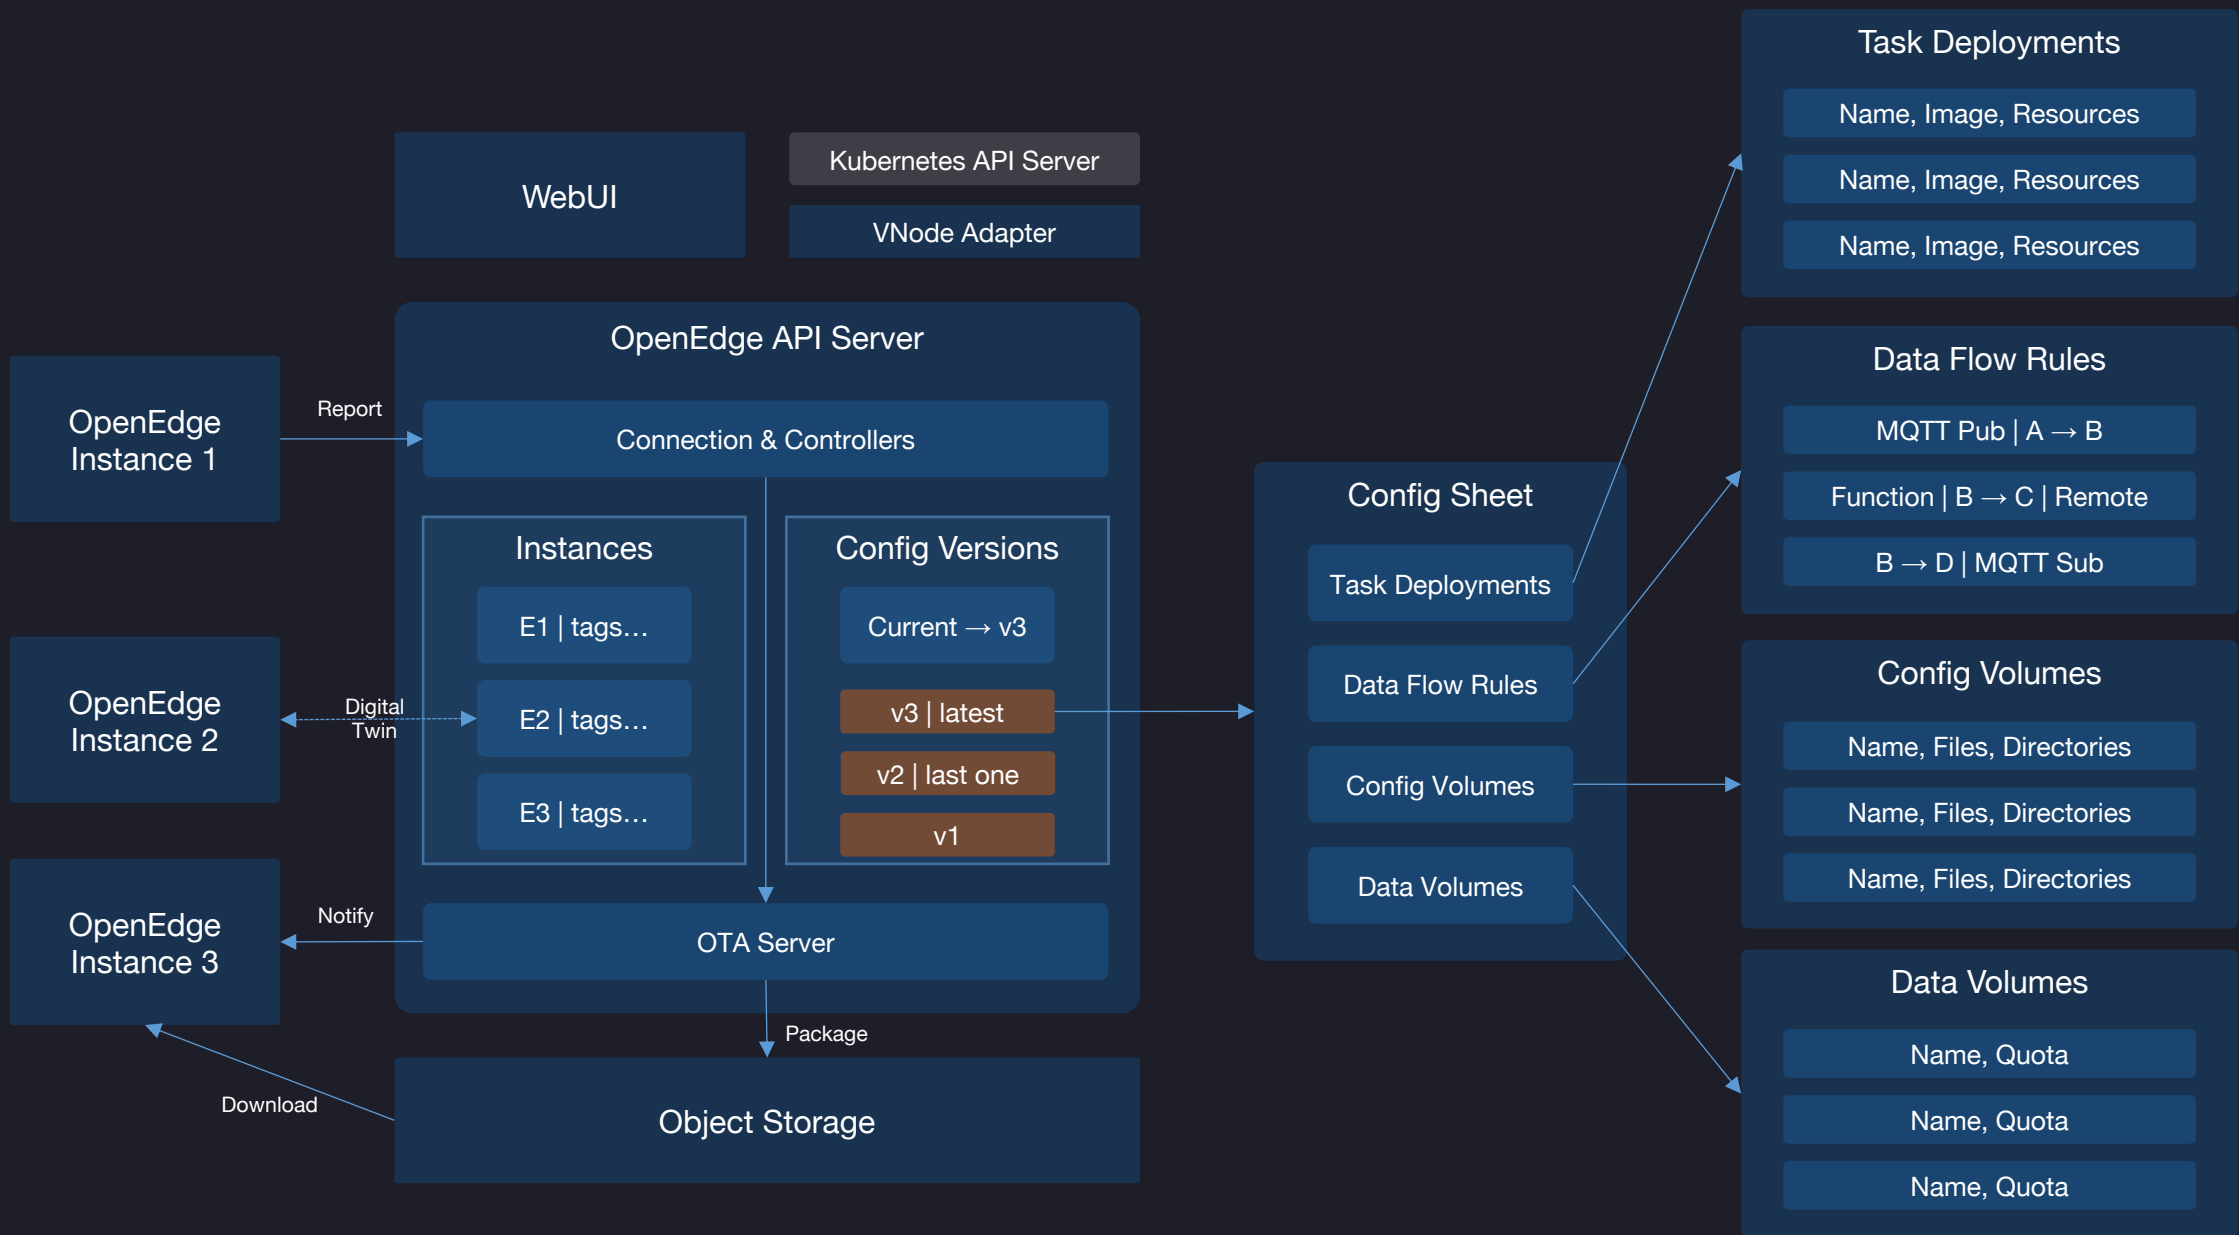 WebUI
Kubernetes API Server
VNode Adapter
OpenEdge
Instance 1
Report
OpenEdge
Instance 2
Digital
Twin
OpenEdge
Instance 3
Notify
Download
OpenEdge API Server
Connection & Controllers
Instances
E1 | tags…
E2 | tags…
E3 | tags…
Config Versions
Current → v3
v3 | latest
v2 | last one
v1
OTA Server
Package
Object Storage
Config Sheet
Task Deployments
Data Flow Rules
Config Volumes
Data Volumes
Task Deployments
Name, Image, Resources
Name, Image, Resources
Name, Image, Resources
Data Flow Rules
MQTT Pub | A → B
Function | B → C | Remote
B → D | MQTT Sub
Config Volumes
Name, Files, Directories
Name, Files, Directories
Name, Files, Directories
Data Volumes
Name, Quota
Name, Quota
Name, Quota